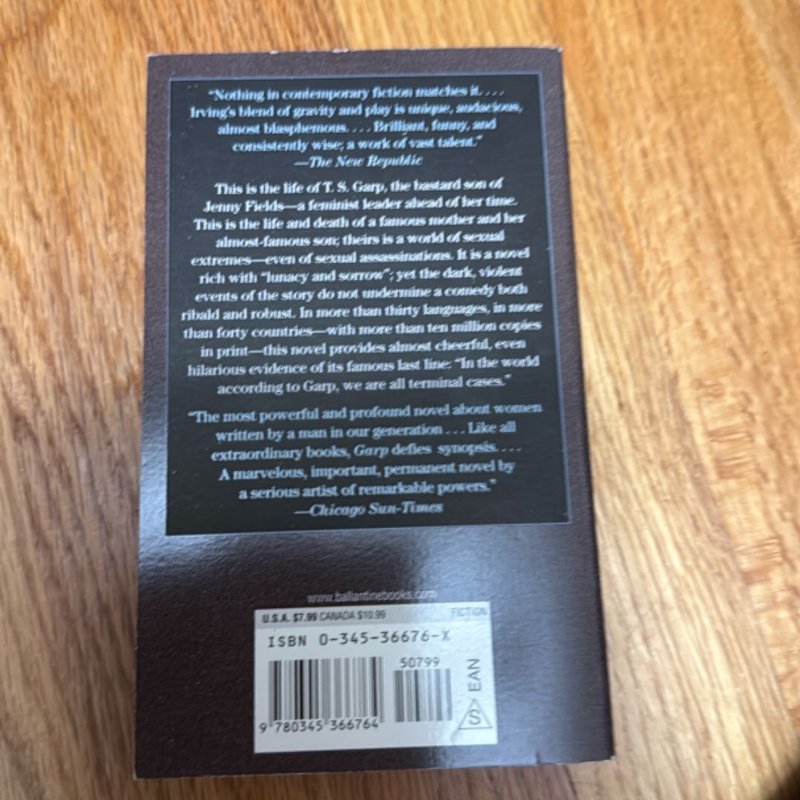 "Nothing in contemporary fiction matches it. . . .
Irving's blend of gravity and play is unique, audacious,
almost blasphemous. . . . Brilliant, funny, and
consistently wise; a work of vast talent."
—The New Republic
This is the life of T. S. Garp, the bastard son of
Jenny Fields—a feminist leader ahead of her time.
This is the life and death of a famous mother and her
almost-famous son; theirs is a world of sexual
extremes—even of sexual assassinations. It is a novel
rich with "lunacy and sorrow"; yet the dark, violent
events of the story do not undermine a comedy both
ribald and robust. In more than thirty languages, in more
than forty countries—with more than ten million copies
in print—this novel provides almost cheerful, even
hilarious evidence of its famous last line: "In the world
according to Garp, we are all terminal cases."
"The most powerful and profound novel about women
written by a man in our generation . . . Like all
extraordinary books, Garp defies synopsis. . . .
A marvelous, important, permanent novel by
a serious artist of remarkable powers."
—Chicago Sun-Times
www.ballantinebooks.com
U.S.A. $7.99 CANADA $10.99 FICTION
ISBN 0-345-36676-X
50799
9 780345 366764
S EAN